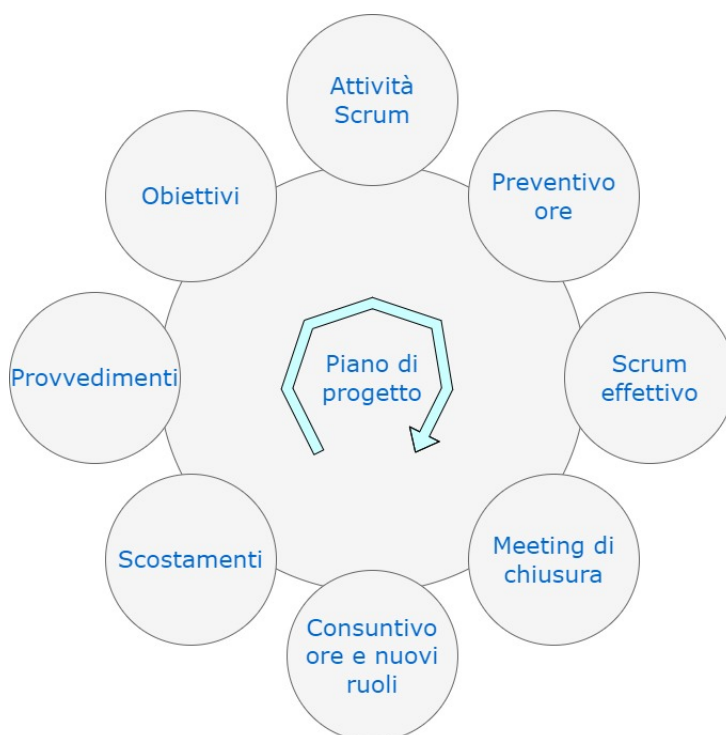 Attività
Scrum
Preventivo
ore
Scrum
effettivo
Meeting di
chiusura
Consuntivo
ore e nuovi
ruoli
Scostamenti
Provvedimenti
Obiettivi
Piano di
progetto